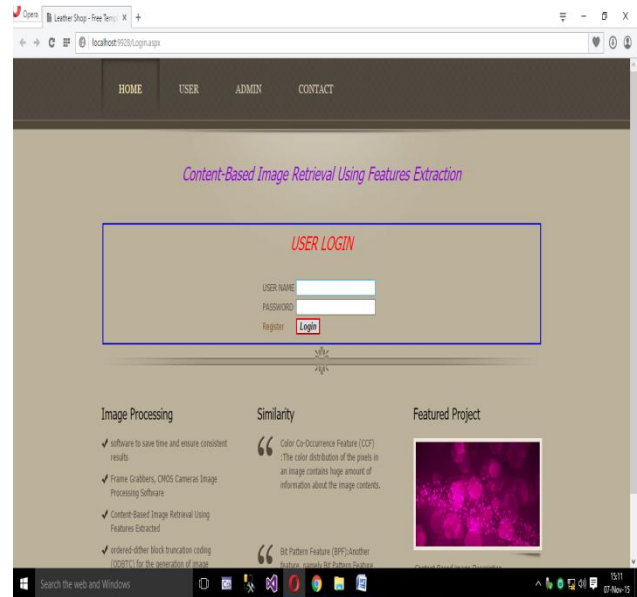 Opera
Leather Shop - Free Templ
localhost:9928/Login.aspx
HOME USER ADMIN CONTACT
Content-Based Image Retrieval Using Features Extraction
USER LOGIN
USER NAME
PASSWORD
Register Login
Image Processing
software to save time and ensure consistent
results
Frame Grabbers, CMOS Cameras Image
Processing Software
Content-Based Image Retrieval Using
Features Extracted
ordered-dither block truncation coding
(ODBTC) for the generation of image
Similarity
Color Co-Occurrence Feature (CCF)
:The color distribution of the pixels in
an image contains huge amount of
information about the image contents.
Bit Pattern Feature (BPF):Another
feature, namely Bit Pattern Feature
Featured Project
Content Based image
Search the web and Windows
15:11
07-Nov-15